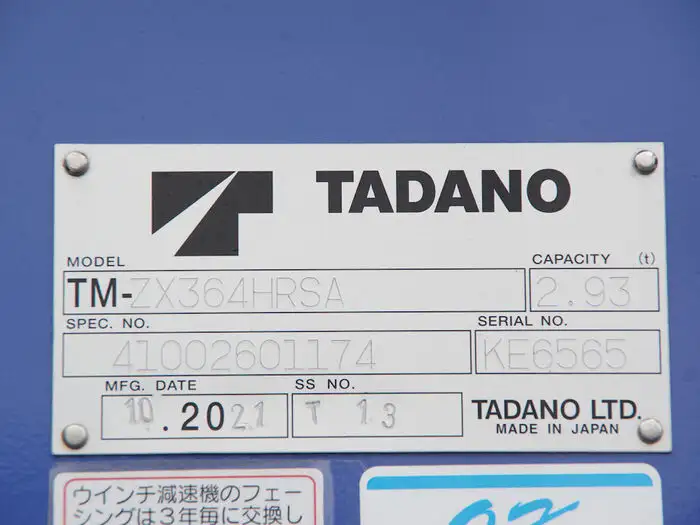 TADANO
MODEL
CAPACITY (t)
TM-ZX364HRSA
2.93
SPEC. NO.
SERIAL NO.
41002601174
KE6565
MFG. DATE
SS NO.
10.2021
T 13
TADANO LTD.
MADE IN JAPAN
ウインチ減速機のフェー
シングは3年毎に交換し